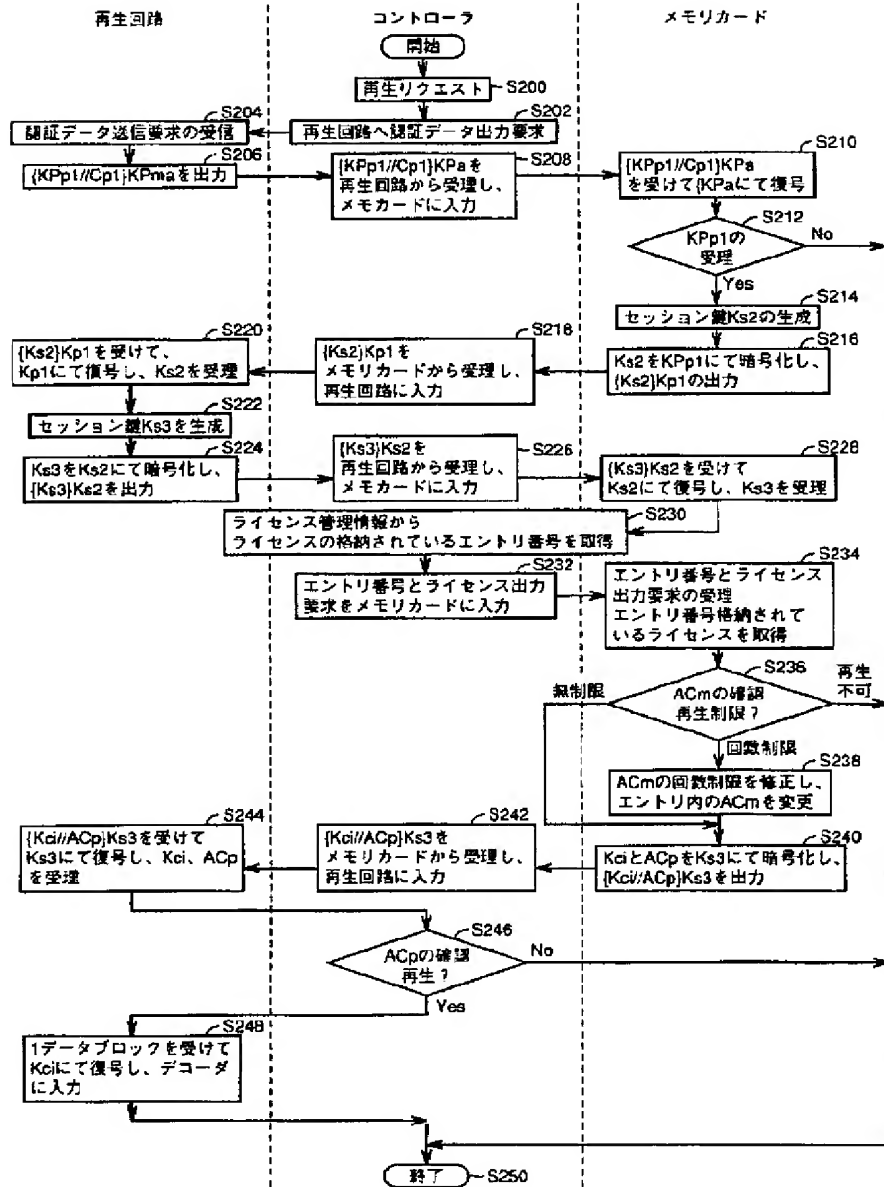 再生回路
コントローラ
メモリカード
開始
再生リクエスト
S200
S202
再生回路へ認証データ出力要求
S204
認証データ送信要求の受信
S206
{KPp1//Cp1}KPmaを出力
S208
{KPp1//Cp1}KPaを
再生回路から受理し、
メモカードに入力
S210
{KPp1//Cp1}KPa
を受けて{KPaにて復号
S212
KPp1の
受理
No
Yes
S214
セッション鍵Ks2の生成
S216
Ks2をKPp1にて暗号化し、
{Ks2}Kp1の出力
S218
{Ks2}Kp1を
メモリカードから受理し、
再生回路に入力
S220
{Ks2}Kp1を受けて、
Kp1にて復号し、Ks2を受理
S222
セッション鍵Ks3を生成
S224
Ks3をKs2にて暗号化し、
{Ks3}Ks2を出力
S226
{Ks3}Ks2を
再生回路から受理し、
メモカードに入力
S228
{Ks3}Ks2を受けて
Ks2にて復号し、Ks3を受理
S230
ライセンス管理情報から
ライセンスの格納されているエントリ番号を取得
S232
エントリ番号とライセンス出力
要求をメモリカードに入力
S234
エントリ番号とライセンス
出力要求の受理
エントリ番号格納されて
いるライセンスを取得
S236
ACmの確認
再生制限?
無制限
再生
不可
回数制限
S238
ACmの回数制限を修正し、
エントリ内のACmを変更
S240
KciとACpをKs3にて暗号化し、
{Kci//ACp}Ks3を出力
S242
{Kci//ACp}Ks3を
メモリカードから受理し、
再生回路に入力
S244
{Kci//ACp}Ks3を受けて
Ks3にて復号し、Kci、ACp
を受理
S246
ACpの確認
再生?
No
Yes
S248
1データブロックを受けて
Kciにて復号し、デコーダ
に入力
終了
S250